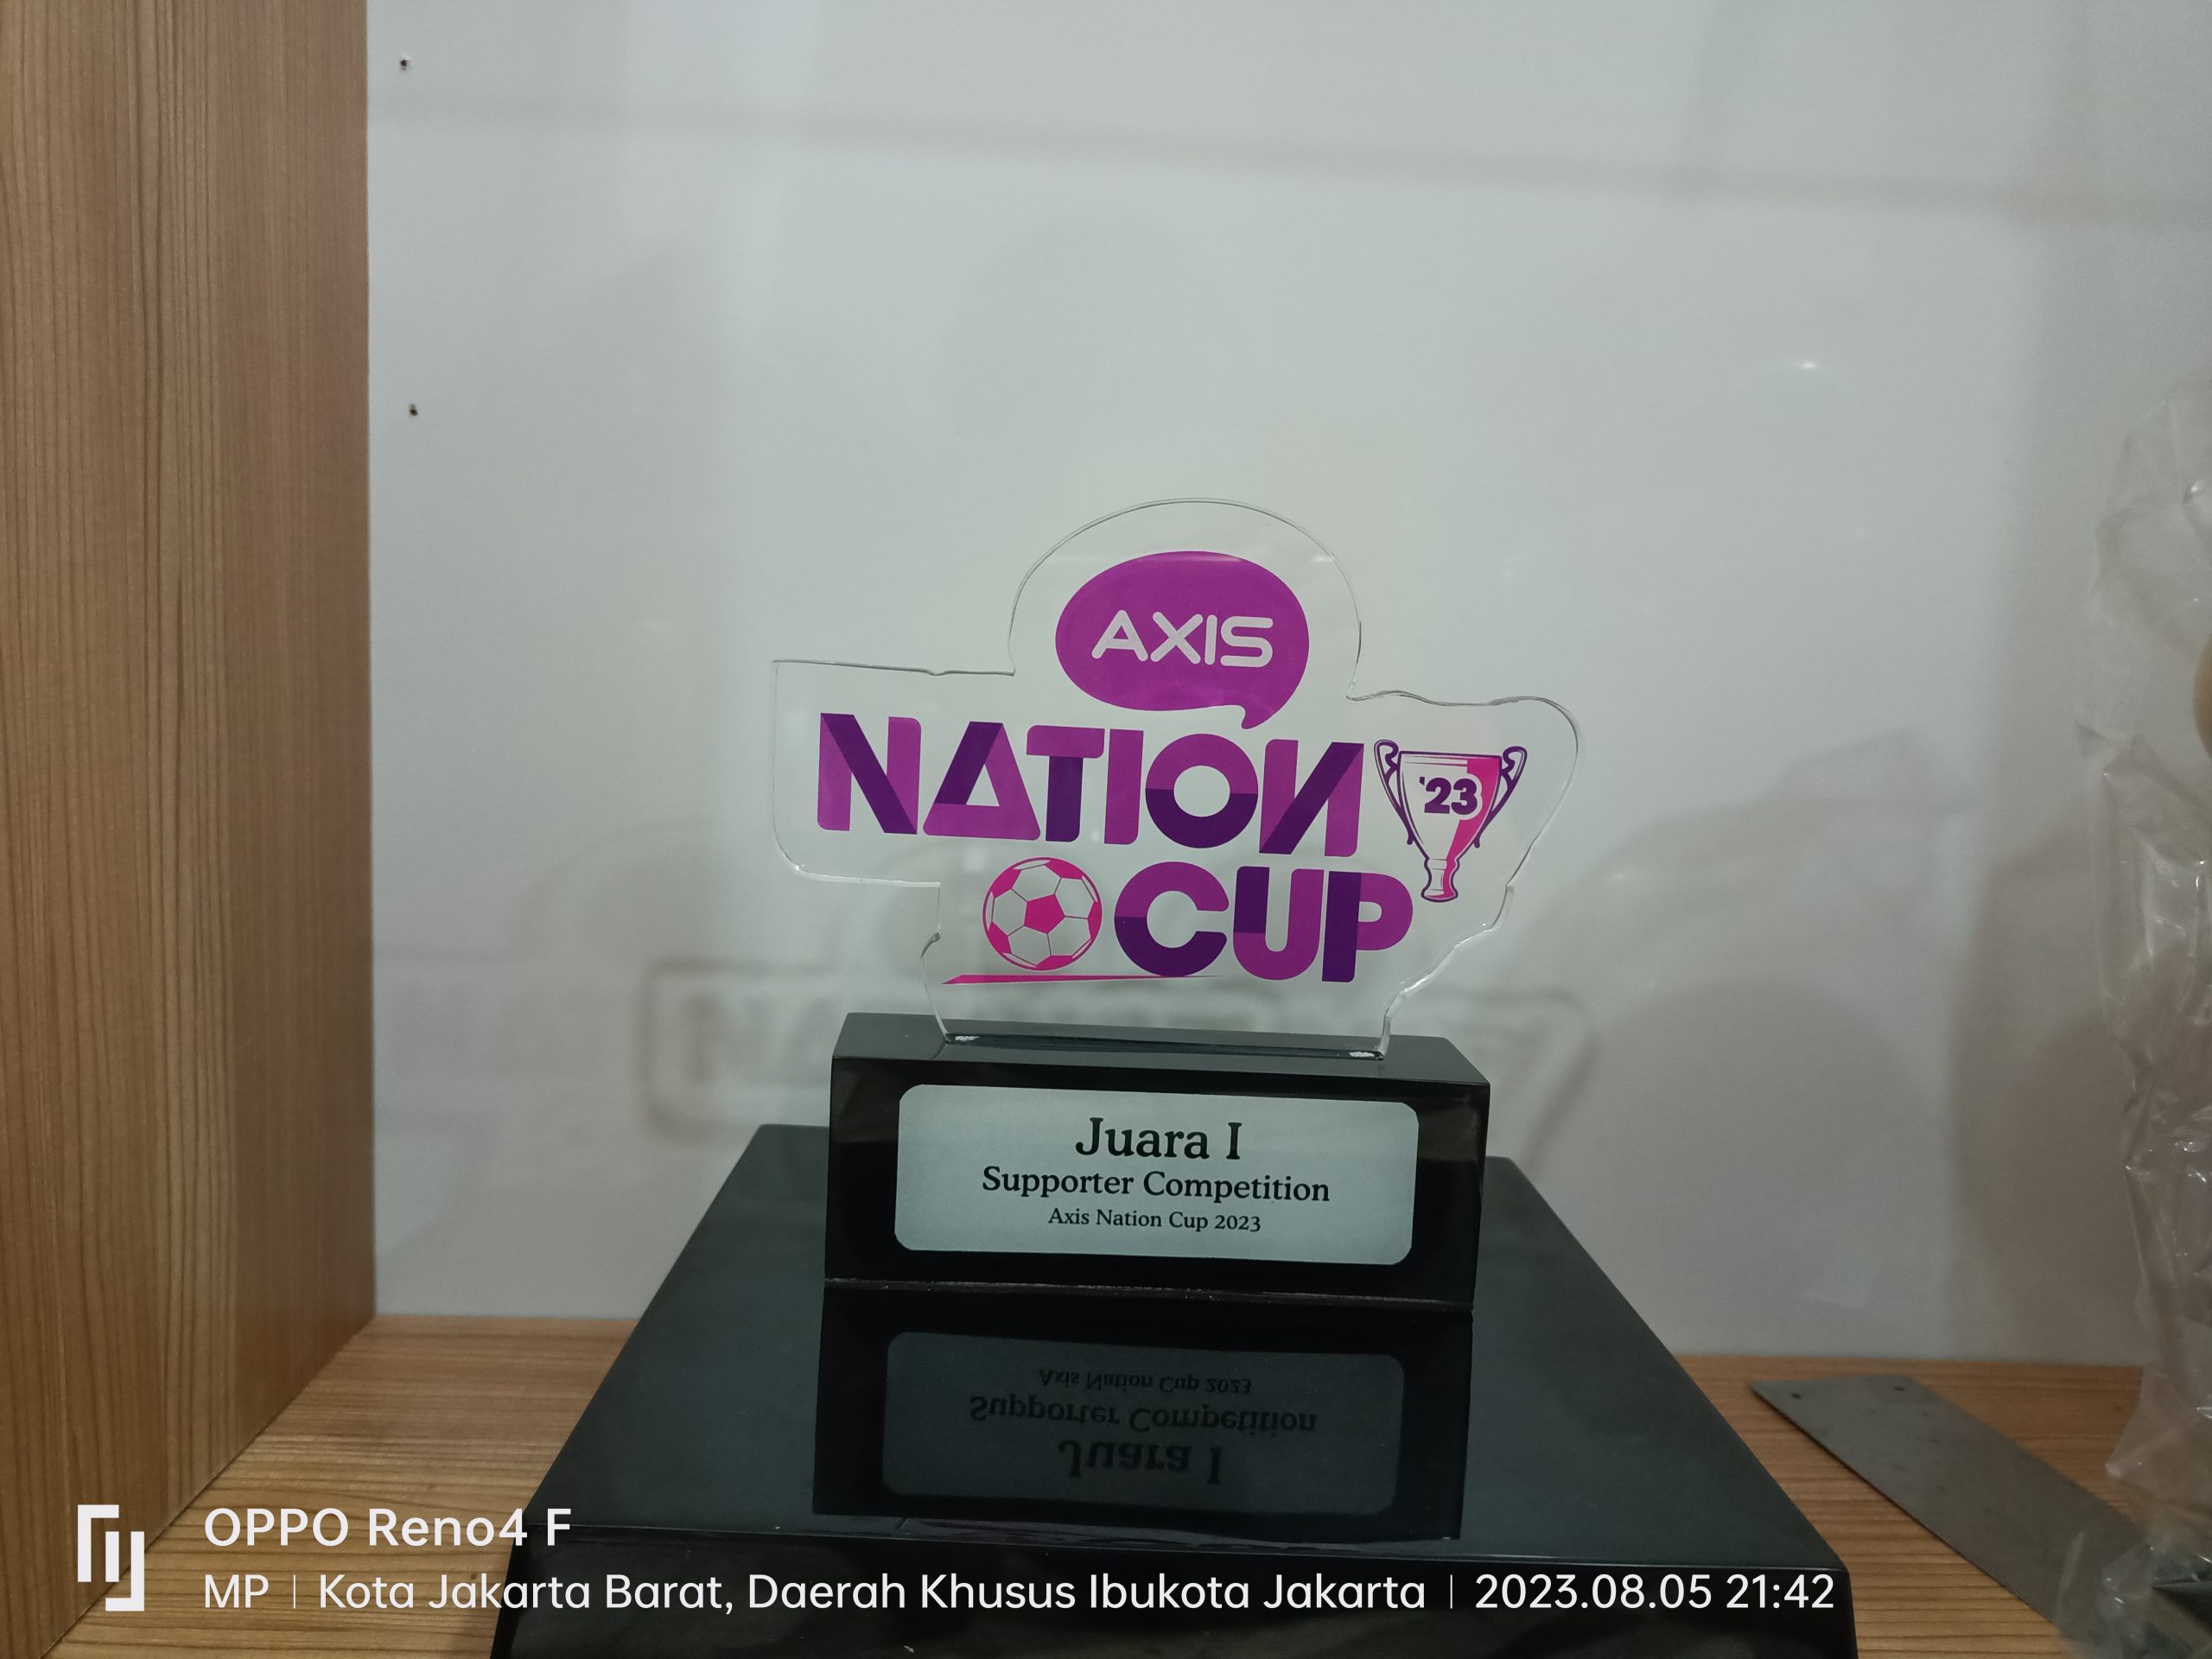 AXIS
NATION
'23
CUP
Juara I
Supporter Competition
Axis Nation Cup 2023
OPPO Reno4 F
MP | Kota Jakarta Barat, Daerah Khusus Ibukota Jakarta | 2023.08.05 21:42